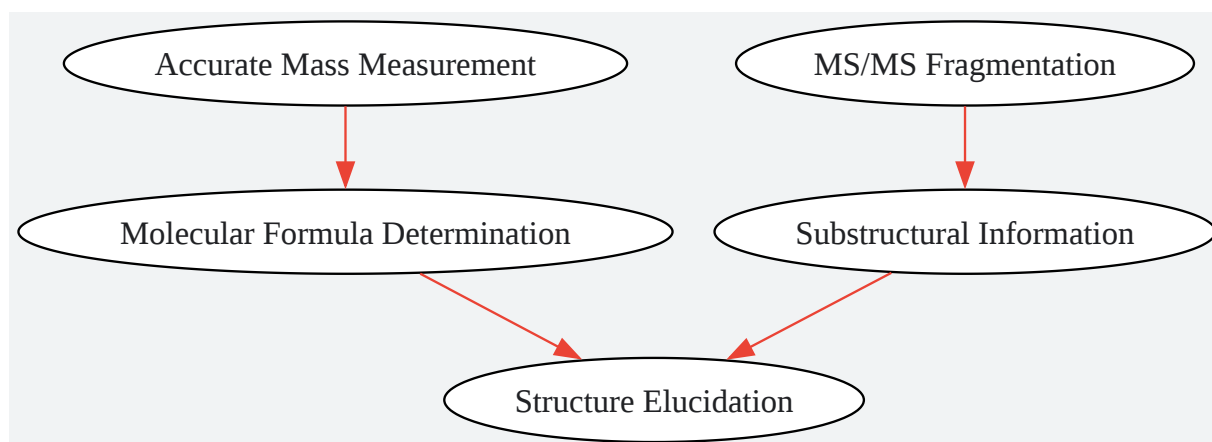 Accurate Mass Measurement
MS/MS Fragmentation
Molecular Formula Determination
Substructural Information
Structure Elucidation